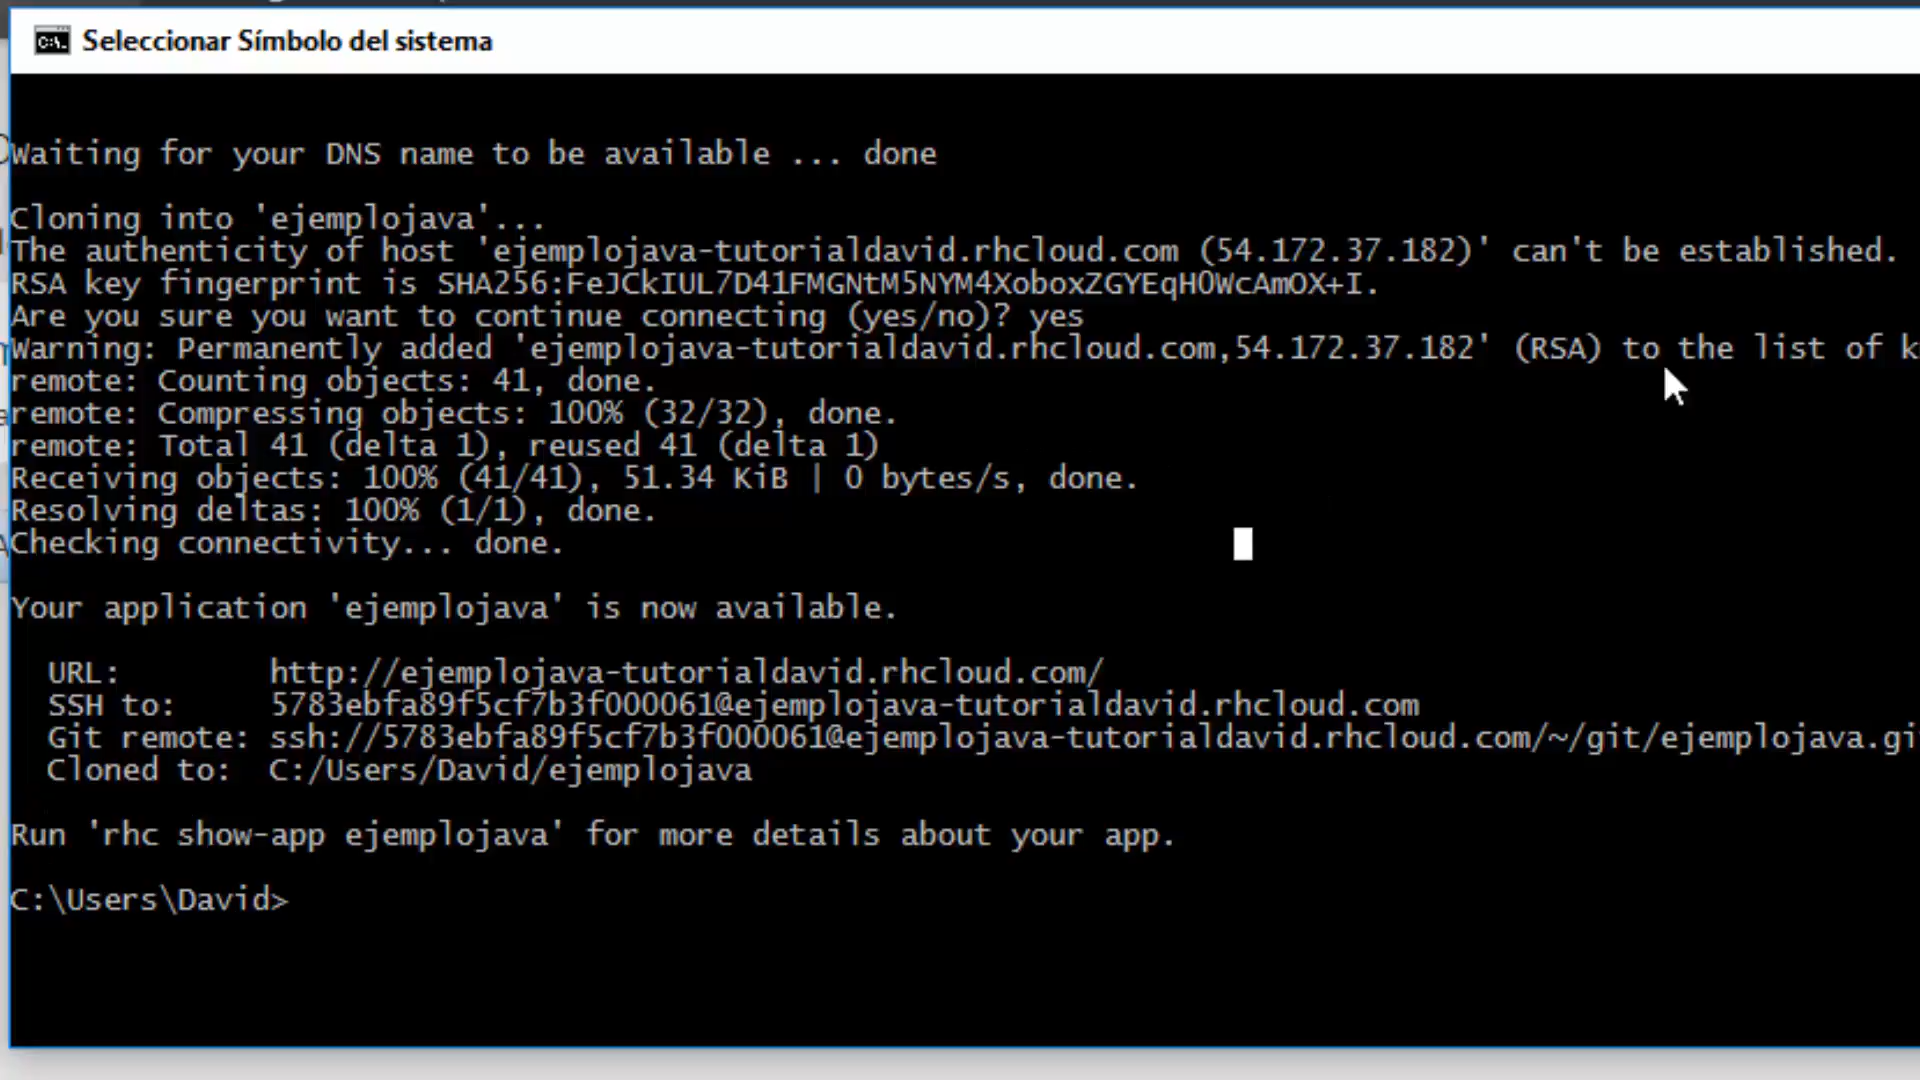 Seleccionar Símbolo del sistema
Waiting for your DNS name to be available ... done
Cloning into 'ejemplojava'...
The authenticity of host 'ejemplojava-tutorialdavid.rhcloud.com (54.172.37.182)' can't be established.
RSA key fingerprint is SHA256:FeJCkIUL7D41FMGNtM5NYM4XoboxZGYEqH0WcAmOX+I.
Are you sure you want to continue connecting (yes/no)? yes
Warning: Permanently added 'ejemplojava-tutorialdavid.rhcloud.com,54.172.37.182' (RSA) to the list of k
remote: Counting objects: 41, done.
remote: Compressing objects: 100% (32/32), done.
remote: Total 41 (delta 1), reused 41 (delta 1)
Receiving objects: 100% (41/41), 51.34 KiB | 0 bytes/s, done.
Resolving deltas: 100% (1/1), done.
Checking connectivity... done.
Your application 'ejemplojava' is now available.
URL: http://ejemplojava-tutorialdavid.rhcloud.com/
SSH to: 5783ebfa89f5cf7b3f000061@ejemplojava-tutorialdavid.rhcloud.com
Git remote: ssh://5783ebfa89f5cf7b3f000061@ejemplojava-tutorialdavid.rhcloud.com/~/git/ejemplojava.gi
Cloned to: C:/Users/David/ejemplojava
Run 'rhc show-app ejemplojava' for more details about your app.
C:\Users\David>